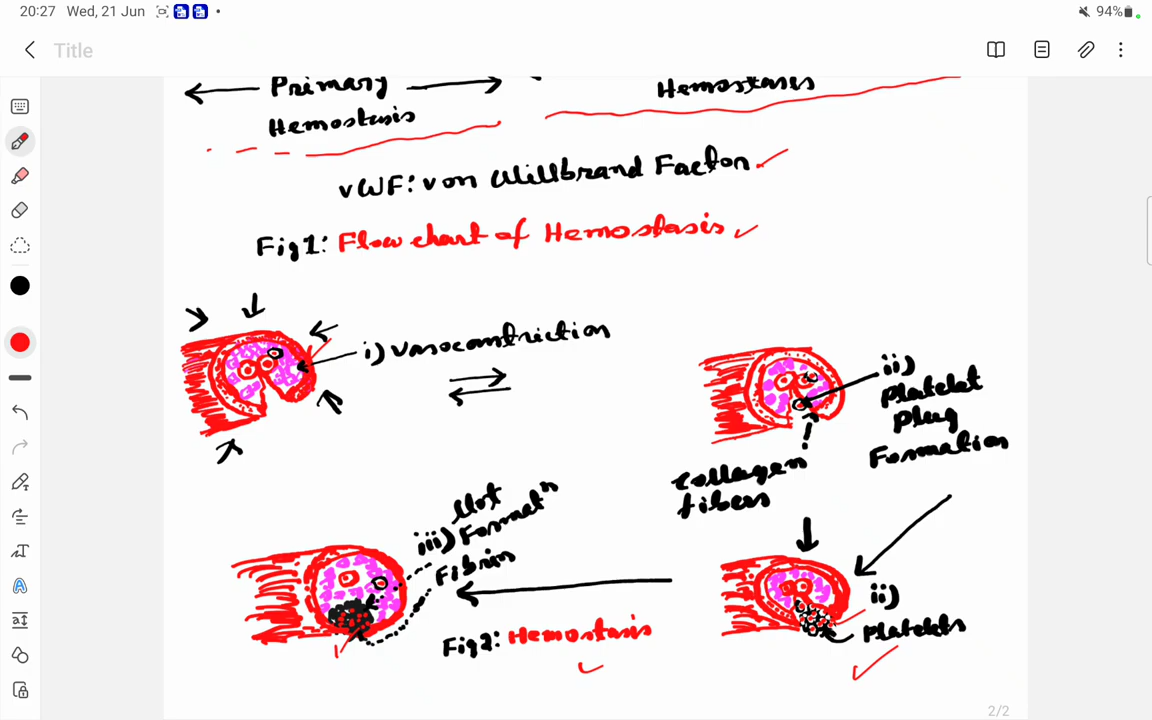 20:27 Wed, 21 Jun
94%
Title
Primary
Hemostasis
Hemostasis
vWF: von Willbrand Factor
Fig1: Flow chart of Hemostasis
i) vasocontriction
ii)
Platelet
plug
Formation
collagen
fibers
iii) Clot
Formatn
Fibrin
ii)
Platelets
Fig2: Hemostasis
2/2